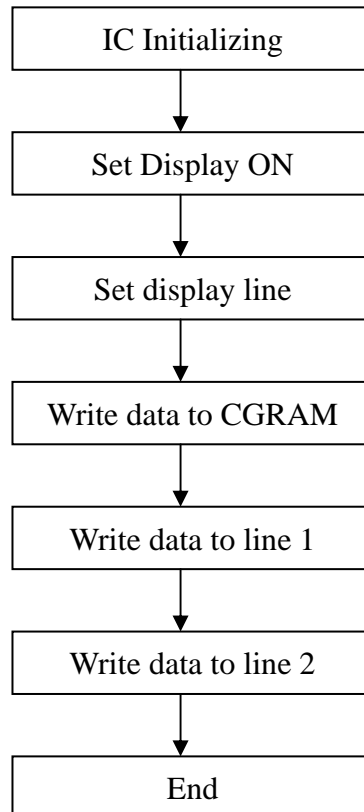 IC Initializing
Set Display ON
Set display line
Write data to CGRAM
Write data to line 1
Write data to line 2
End